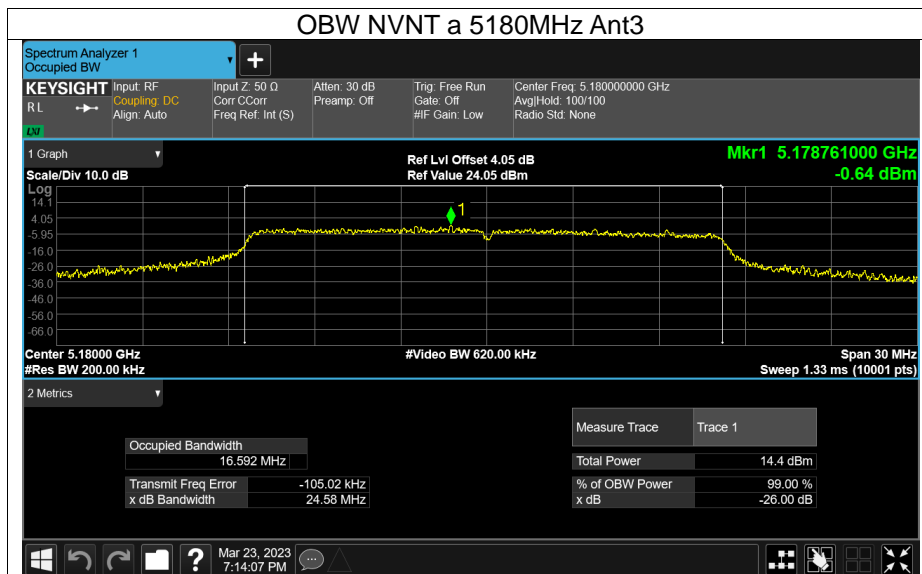 OBW NVNT a 5180MHz Ant3
Spectrum Analyzer 1
Occupied BW
KEYSIGHT
R L
LXI
Input: RF
Coupling: DC
Align: Auto
Input Z: 50 Ω
Corr CCorr
Freq Ref: Int (S)
Atten: 30 dB
Preamp: Off
Trig: Free Run
Gate: Off
#IF Gain: Low
Center Freq: 5.180000000 GHz
Avg|Hold: 100/100
Radio Std: None
1 Graph
Scale/Div 10.0 dB
Ref Lvl Offset 4.05 dB
Ref Value 24.05 dBm
Mkr1 5.178761000 GHz
-0.64 dBm
Log
14.1
4.05
-5.95
-16.0
-26.0
-36.0
-46.0
-56.0
-66.0
1
Center 5.18000 GHz
#Res BW 200.00 kHz
#Video BW 620.00 kHz
Span 30 MHz
Sweep 1.33 ms (10001 pts)
2 Metrics
Occupied Bandwidth
16.592 MHz
Transmit Freq Error -105.02 kHz
x dB Bandwidth 24.58 MHz
Measure Trace Trace 1
Total Power 14.4 dBm
% of OBW Power 99.00 %
x dB -26.00 dB
?
Mar 23, 2023
7:14:07 PM